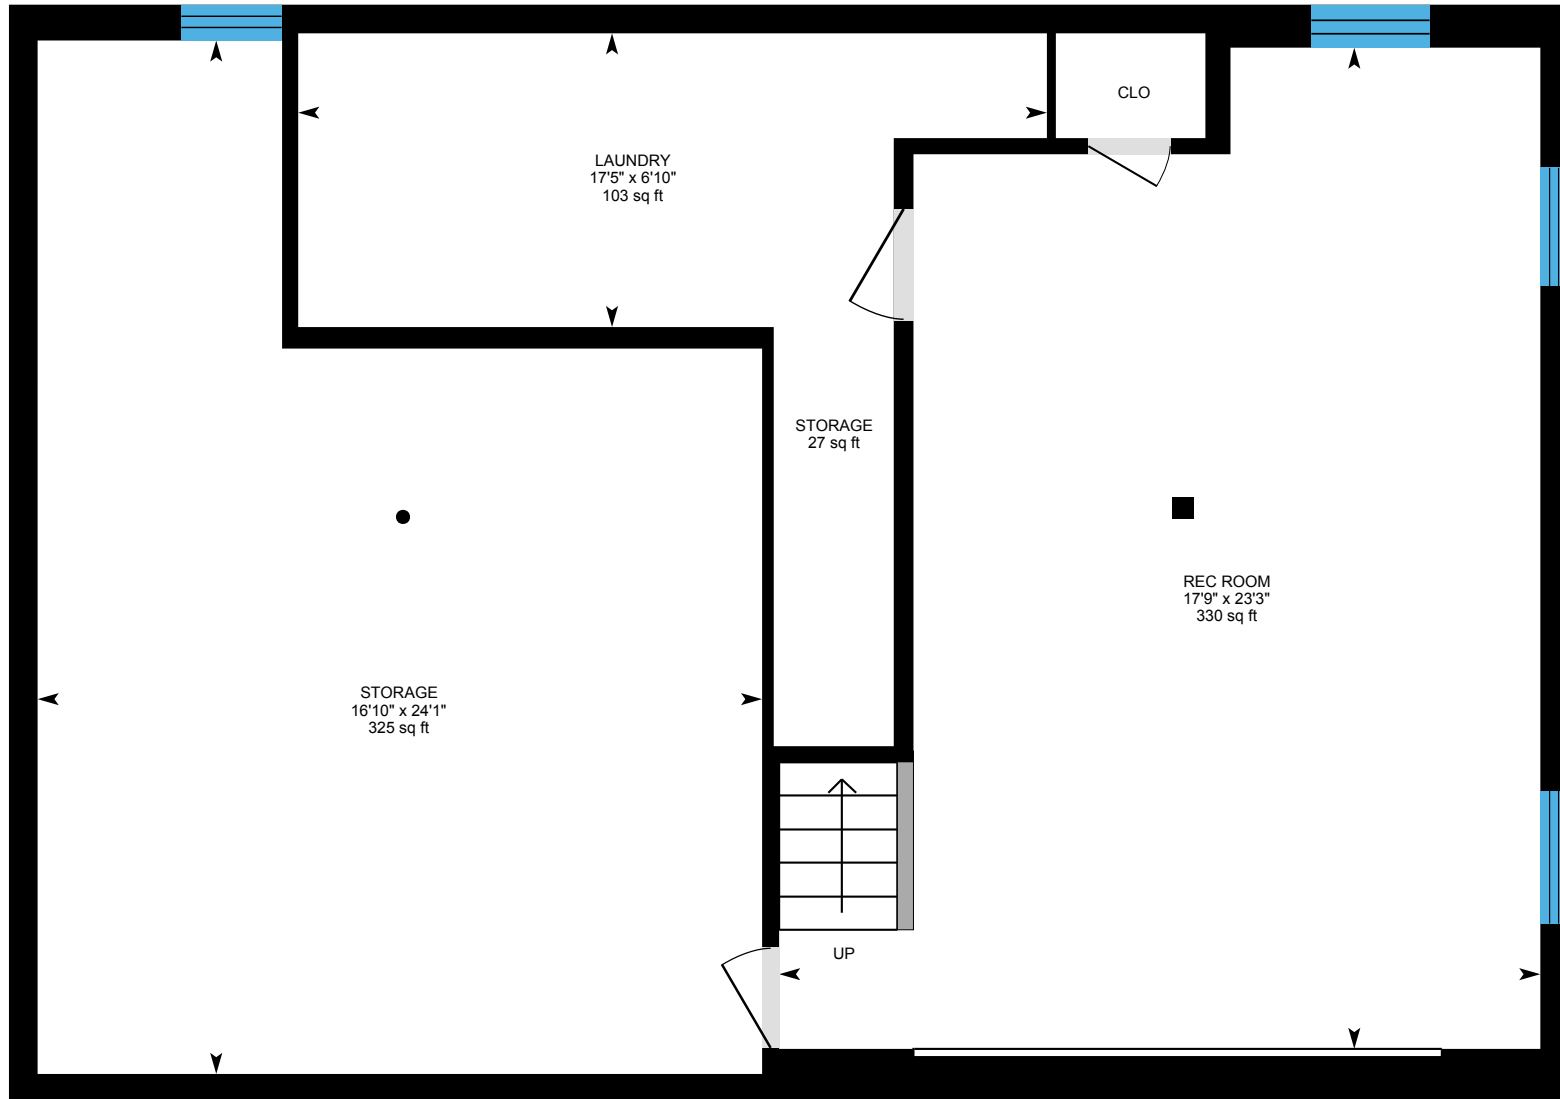 CLO
LAUNDRY
17'5" x 6'10"
103 sq ft
STORAGE
27 sq ft
REC ROOM
17'9" x 23'3"
330 sq ft
STORAGE
16'10" x 24'1"
325 sq ft
UP